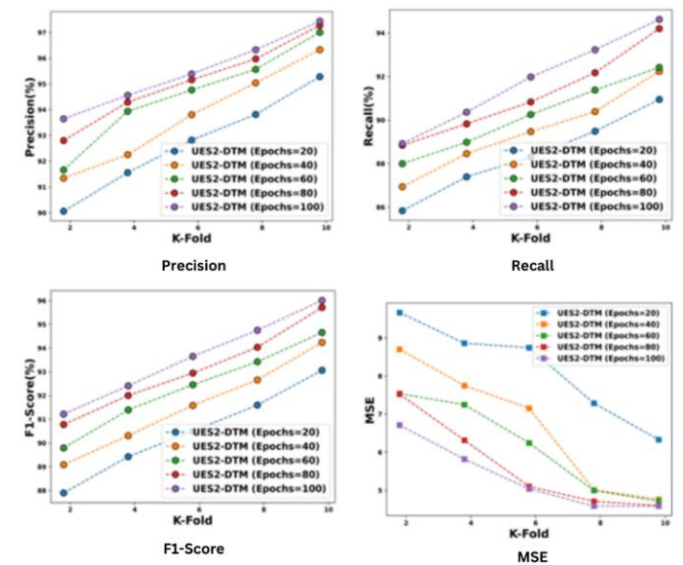 97
96
95
94
93
92
91
90
Precision(%)
UES2-DTM (Epochs=20)
UES2-DTM (Epochs=40)
UES2-DTM (Epochs=60)
UES2-DTM (Epochs=80)
UES2-DTM (Epochs=100)
2 4 6 8 10
K-Fold
Precision
94
92
90
88
86
Recall(%)
UES2-DTM (Epochs=20)
UES2-DTM (Epochs=40)
UES2-DTM (Epochs=60)
UES2-DTM (Epochs=80)
UES2-DTM (Epochs=100)
2 4 6 8 10
K-Fold
Recall
96
95
94
93
92
91
90
89
88
F1-Score(%)
UES2-DTM (Epochs=20)
UES2-DTM (Epochs=40)
UES2-DTM (Epochs=60)
UES2-DTM (Epochs=80)
UES2-DTM (Epochs=100)
2 4 6 8 10
K-Fold
F1-Score
9
8
7
6
5
MSE
UES2-DTM (Epochs=20)
UES2-DTM (Epochs=40)
UES2-DTM (Epochs=60)
UES2-DTM (Epochs=80)
UES2-DTM (Epochs=100)
2 4 6 8 10
K-Fold
MSE